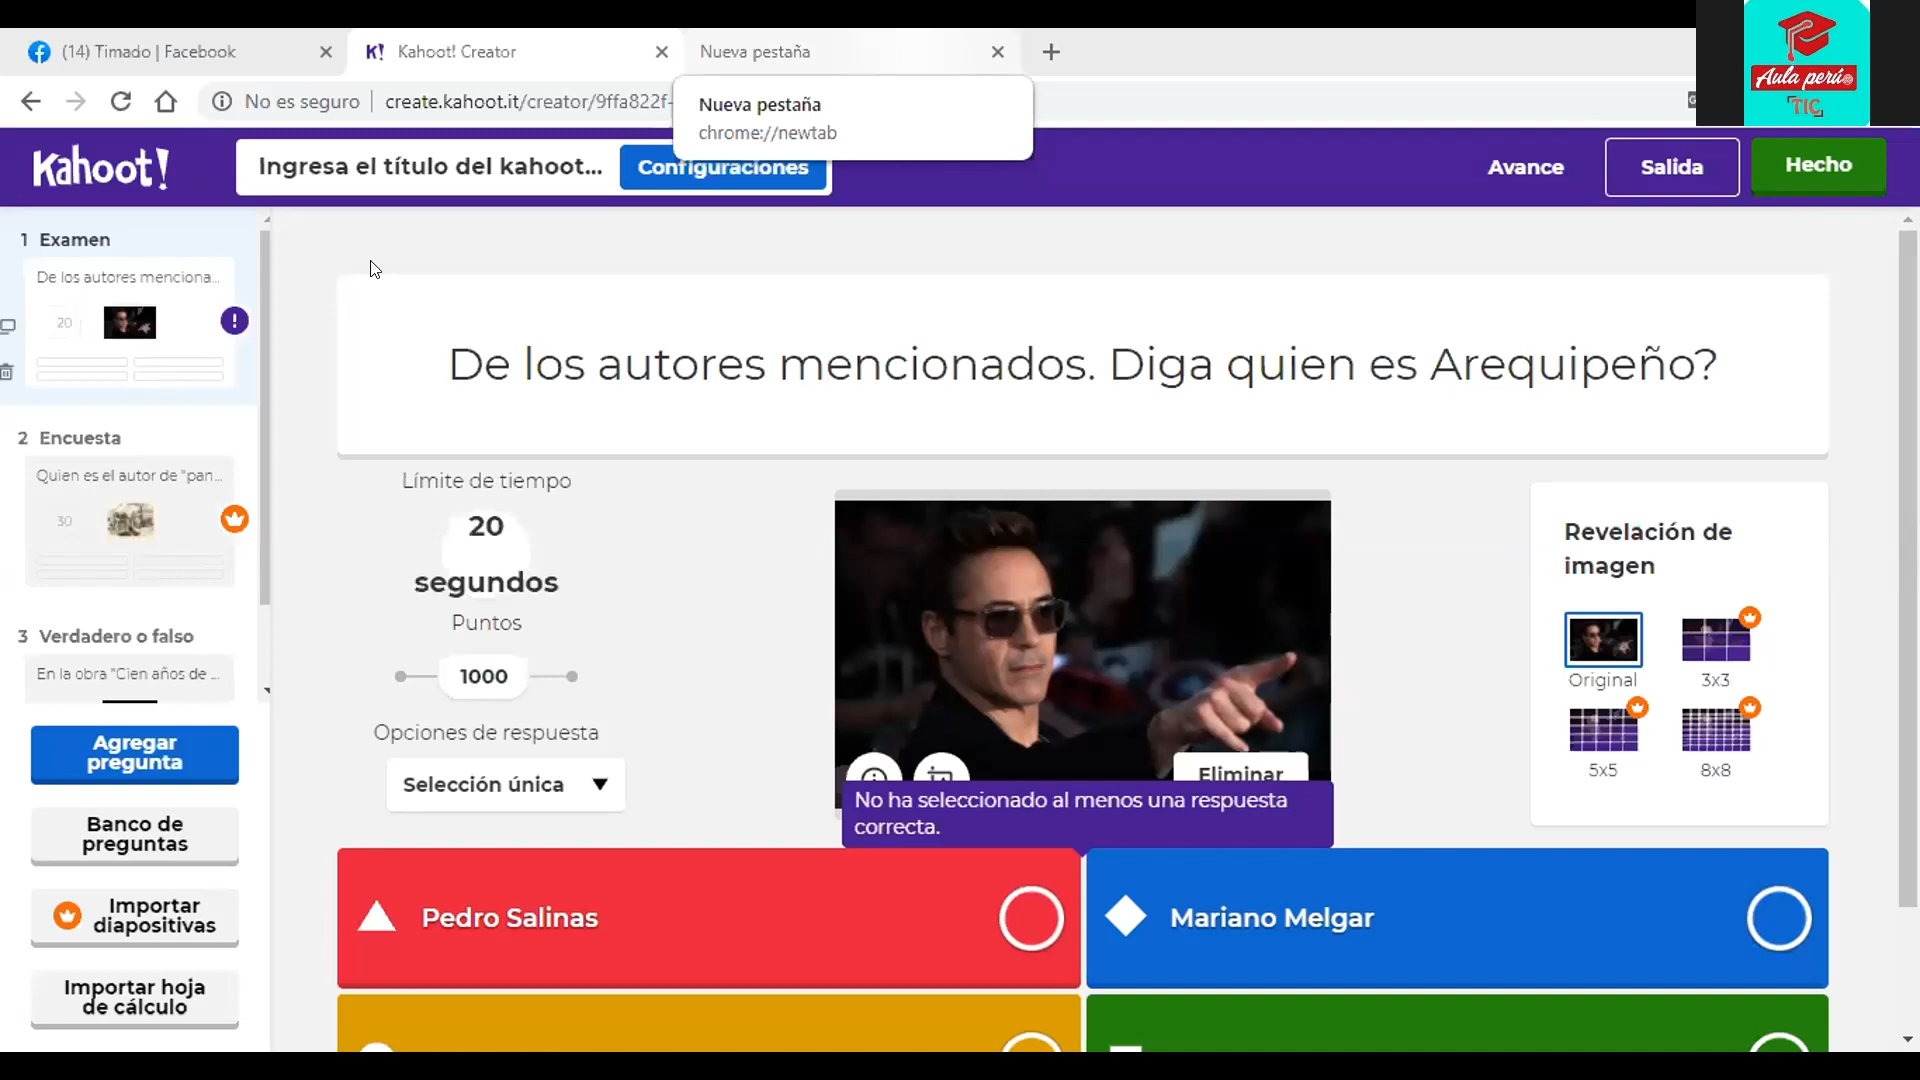 (14) Timado | Facebook
Kahoot! Creator
Nueva pestaña
No es seguro
create.kahoot.it/creator/9ffa822f-
Nueva pestaña
chrome://newtab
Aula perú
TIC
Kahoot!
Ingresa el título del kahoot...
Configuraciones
Avance
Salida
Hecho
1 Examen
De los autores menciona...
20
2 Encuesta
Quien es el autor de "pan...
30
3 Verdadero o falso
En la obra "Cien años de ...
Agregar
pregunta
Banco de
preguntas
Importar
diapositivas
Importar hoja
de cálculo
De los autores mencionados. Diga quien es Arequipeño?
Límite de tiempo
20
segundos
Puntos
1000
Opciones de respuesta
Selección única
Eliminar
No ha seleccionado al menos una respuesta
correcta.
Revelación de
imagen
Original
3x3
5x5
8x8
Pedro Salinas
Mariano Melgar